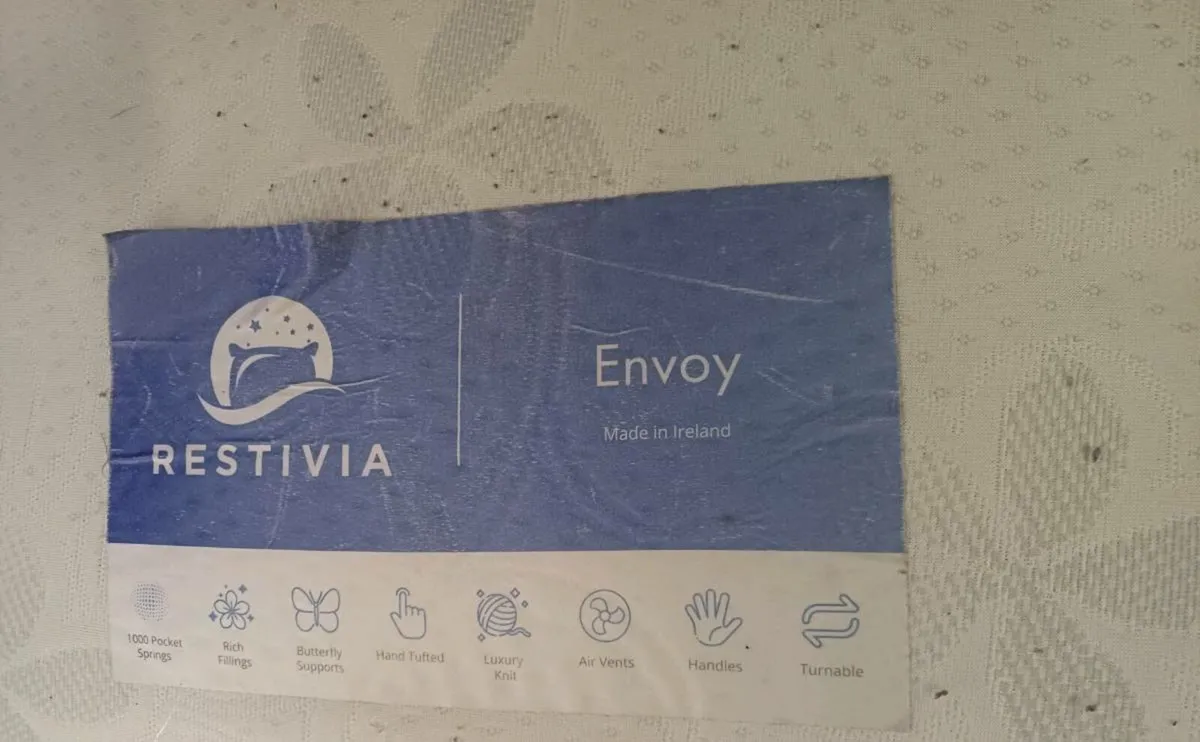 RESTIVIA
Envoy
Made in Ireland
1000 Pocket
Springs
Rich
Fillings
Butterfly
Supports
Hand Tufted
Luxury
Knit
Air Vents
Handles
Turnable